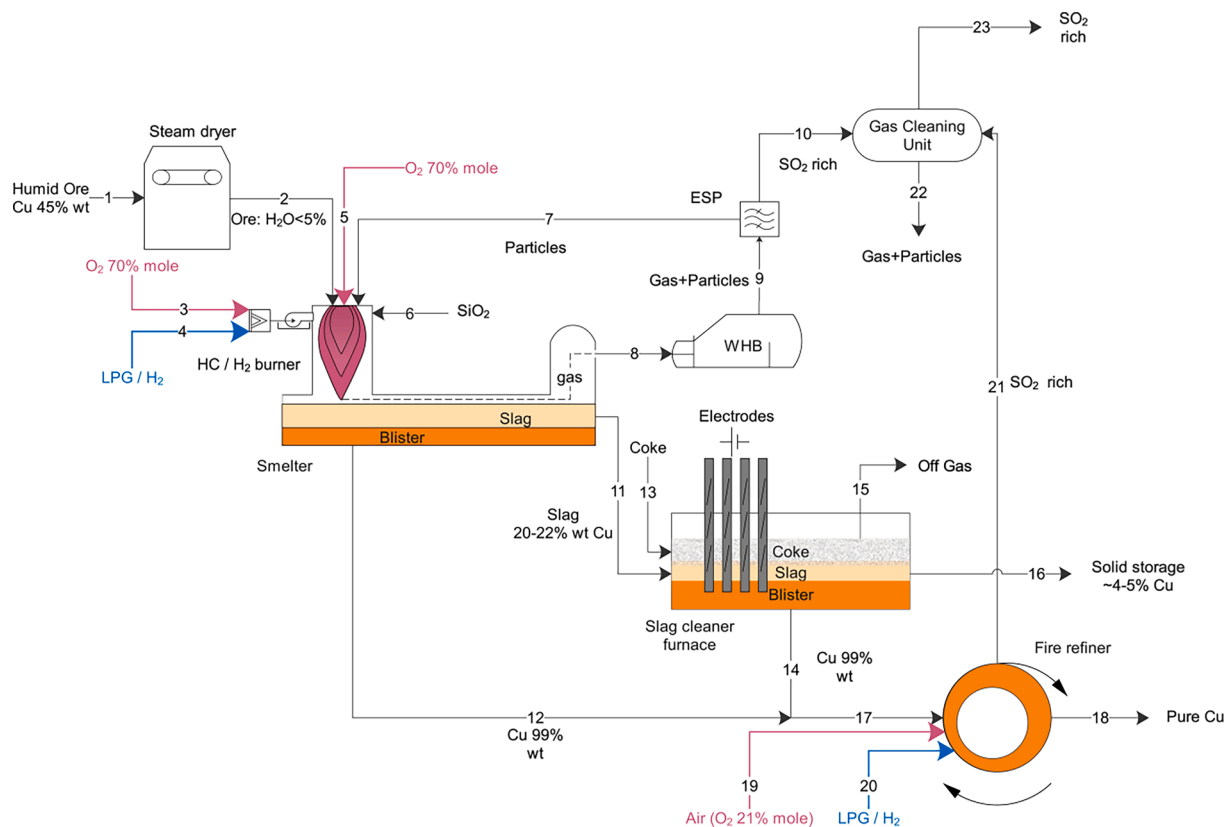 23
SO₂
rich
Steam dryer
Gas Cleaning
Unit
10
SO₂ rich
O₂ 70% mole
Humid Ore
Cu 45% wt
1
2
Ore: H₂O<5%
5
7
Particles
ESP
22
Gas+Particles
O₂ 70% mole
3
4
LPG / H₂
HC / H₂ burner
6
SiO₂
Gas+Particles
9
WHB
8
gas
21
SO₂ rich
Slag
Blister
Smelter
Electrodes
Coke
13
11
15
Off Gas
Slag
20-22% wt Cu
Coke
Slag
Blister
16
Solid storage
~4-5% Cu
Slag cleaner
furnace
14
Cu 99%
wt
Fire refiner
12
Cu 99%
wt
17
18
Pure Cu
19
Air (O₂ 21% mole)
20
LPG / H₂